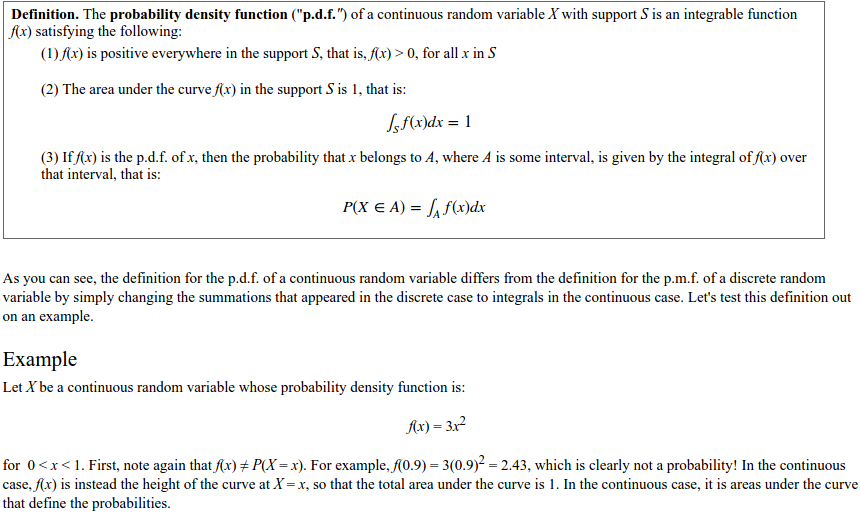 Definition. The probability density function ("p.d.f.") of a continuous random variable X with support S is an integrable function
f(x) satisfying the following:
(1) f(x) is positive everywhere in the support S, that is, f(x) > 0, for all x in S
(2) The area under the curve f(x) in the support S is 1, that is:
∫_S f(x)dx = 1
(3) If f(x) is the p.d.f. of x, then the probability that x belongs to A, where A is some interval, is given by the integral of f(x) over
that interval, that is:
P(X ∈ A) = ∫_A f(x)dx
As you can see, the definition for the p.d.f. of a continuous random variable differs from the definition for the p.m.f. of a discrete random
variable by simply changing the summations that appeared in the discrete case to integrals in the continuous case. Let's test this definition out
on an example.
Example
Let X be a continuous random variable whose probability density function is:
f(x) = 3x²
for 0 < x < 1. First, note again that f(x) ≠ P(X = x). For example, f(0.9) = 3(0.9)² = 2.43, which is clearly not a probability! In the continuous
case, f(x) is instead the height of the curve at X = x, so that the total area under the curve is 1. In the continuous case, it is areas under the curve
that define the probabilities.